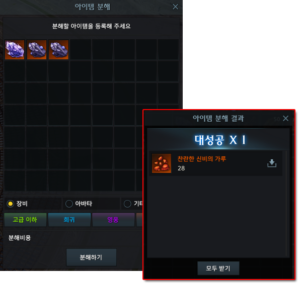 아이템 분해
분해할 아이템을 등록해 주세요
장비
아바타
고급 이하
희귀
분해비용
분해하기
아이템 분해 결과
대성공 X 1
찬란한 신비의 가루
28
모두 받기